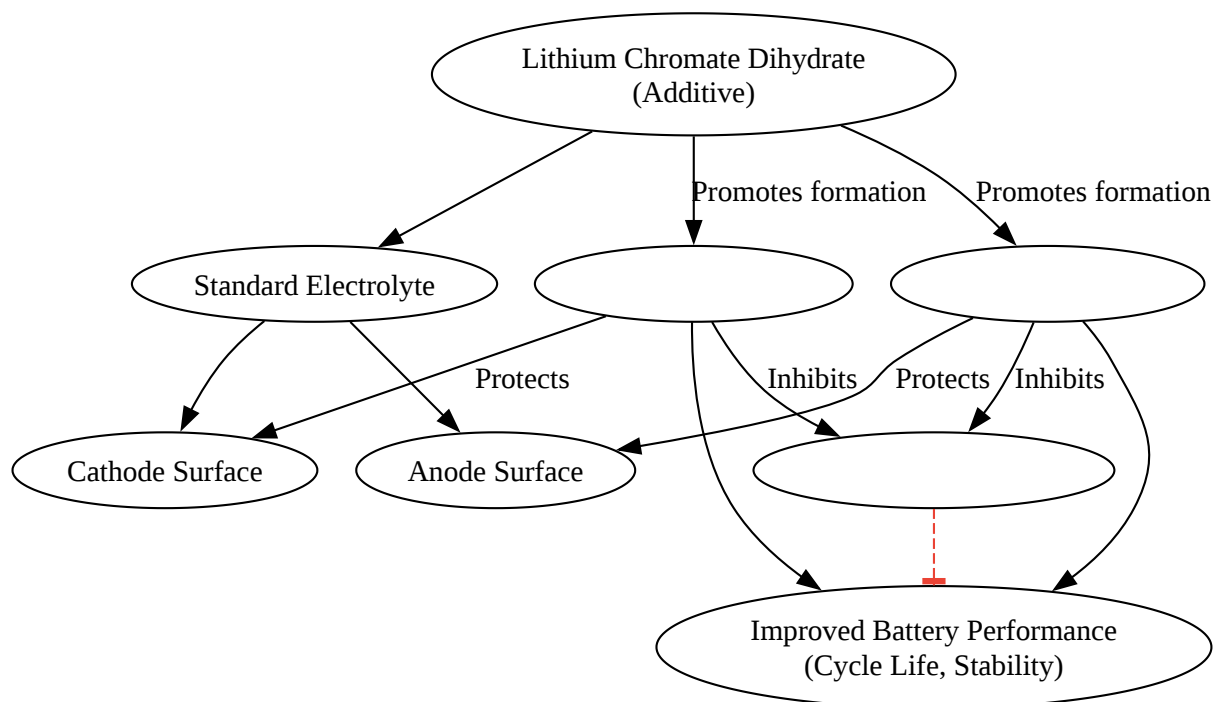 Lithium Chromate Dihydrate
(Additive)
Promotes formation
Promotes formation
Standard Electrolyte
Protects
Inhibits
Protects
Inhibits
Cathode Surface
Anode Surface
Improved Battery Performance
(Cycle Life, Stability)